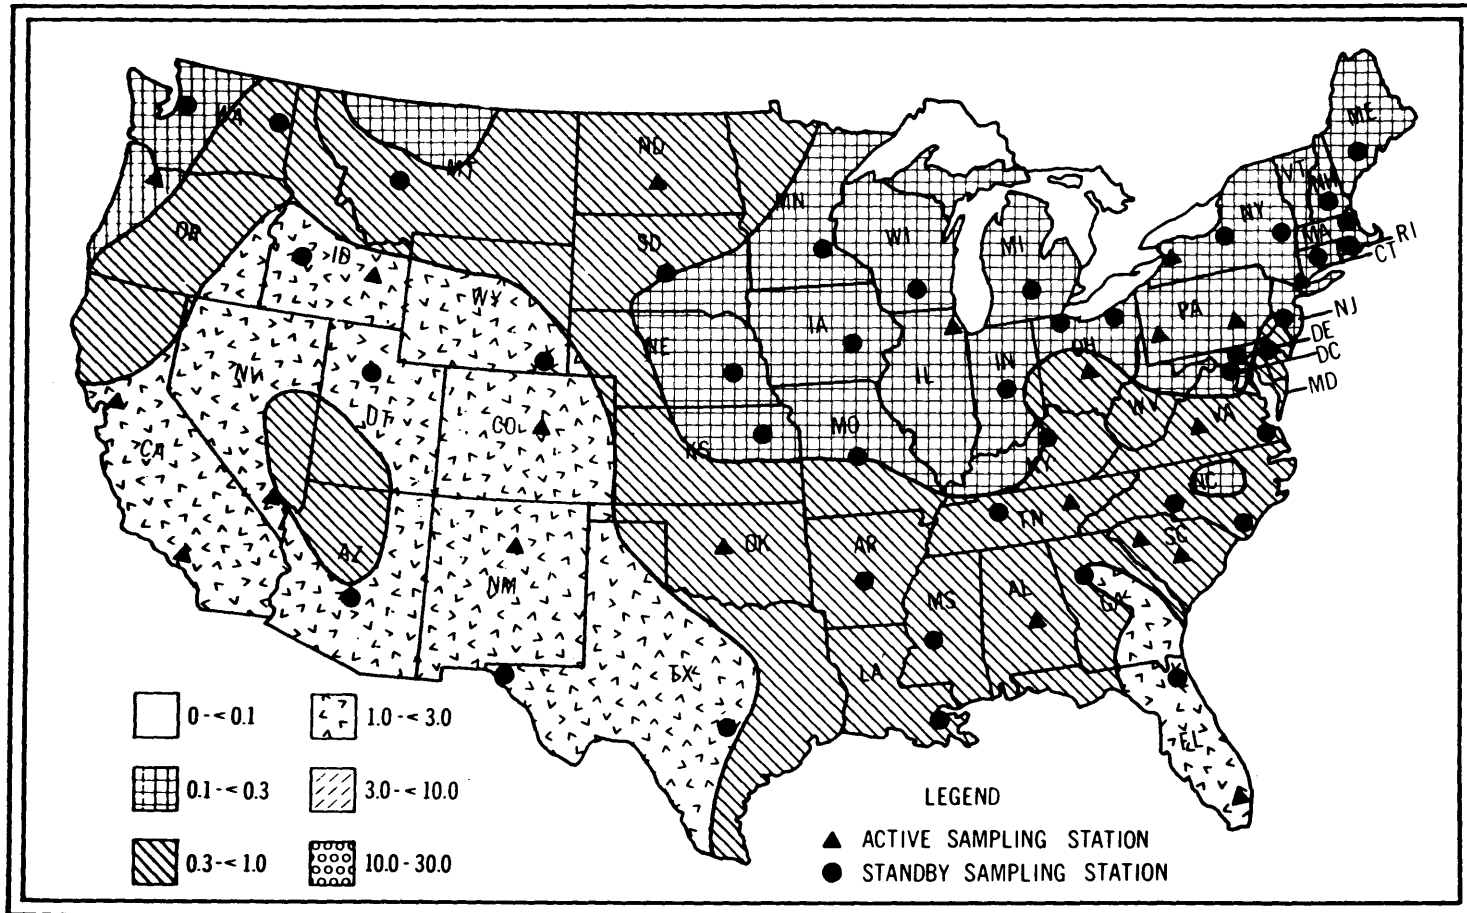 WA
MT
ND
MN
OR
ID
SD
WI
MI
NY
VT
NH
ME
MA
RI
CT
WY
NE
IA
PA
NJ
DE
DC
MD
NV
UT
CO
IL
IN
OH
WV
VA
CA
KS
MO
KY
NC
AZ
NM
OK
AR
TN
SC
MS
AL
GA
TX
LA
FL
0-<0.1
1.0-<3.0
0.1-<0.3
3.0-<10.0
0.3-<1.0
10.0-30.0
LEGEND
ACTIVE SAMPLING STATION
STANDBY SAMPLING STATION